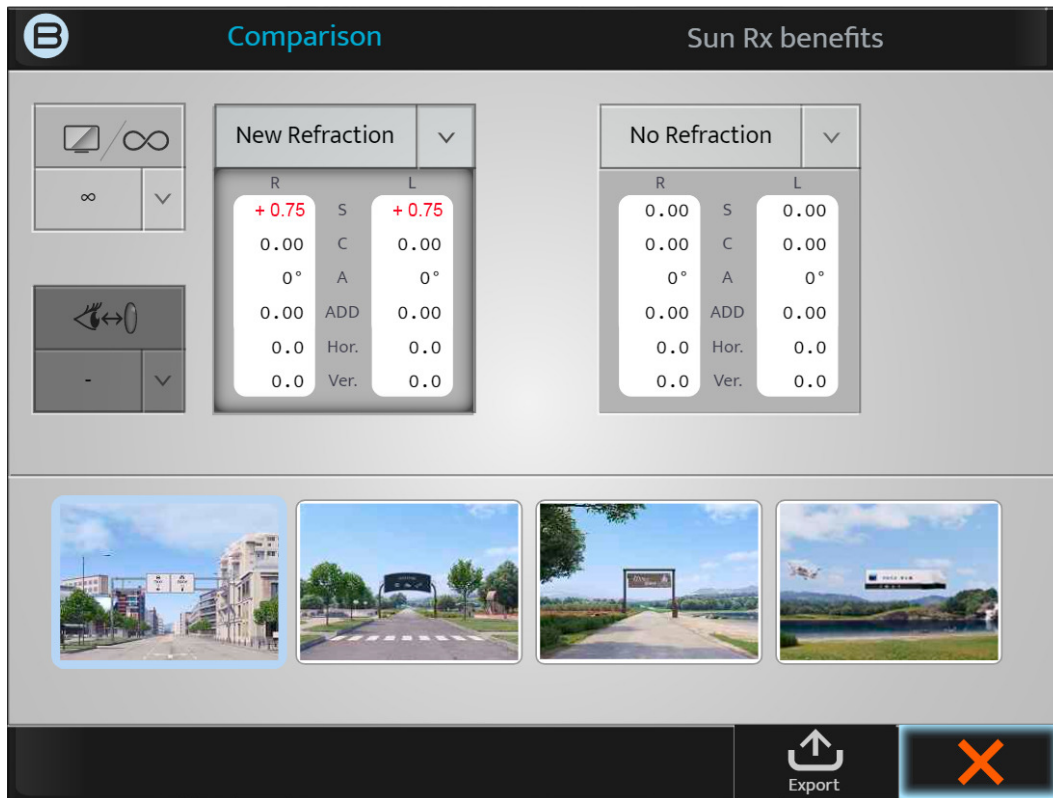 B Comparison Sun Rx benefits
New Refraction No Refraction
R L R L
∞
+ 0.75 S + 0.75 0.00 S 0.00
0.00 C 0.00 0.00 C 0.00
0° A 0° 0° A 0°
0.00 ADD 0.00 0.00 ADD 0.00
0.0 Hor. 0.0 0.0 Hor. 0.0
- 0.0 Ver. 0.0 0.0 Ver. 0.0
Export